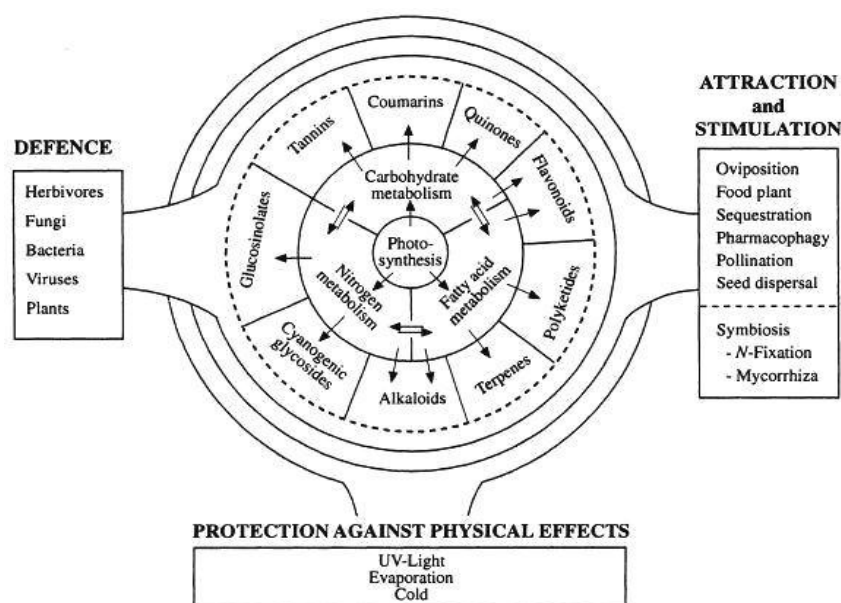 DEFENCE
Herbivores
Fungi
Bacteria
Viruses
Plants
Tannins
Coumarins
Quinones
Flavonoids
Polyketides
Terpenes
Alkaloids
Cyanogenic
glycosides
Glucosinolates
Carbohydrate
metabolism
Photo-
synthesis
Nitrogen
metabolism
Fatty acid
metabolism
ATTRACTION
and
STIMULATION
Oviposition
Food plant
Sequestration
Pharmacophagy
Pollination
Seed dispersal
Symbiosis
- N-Fixation
- Mycorrhiza
PROTECTION AGAINST PHYSICAL EFFECTS
UV-Light
Evaporation
Cold